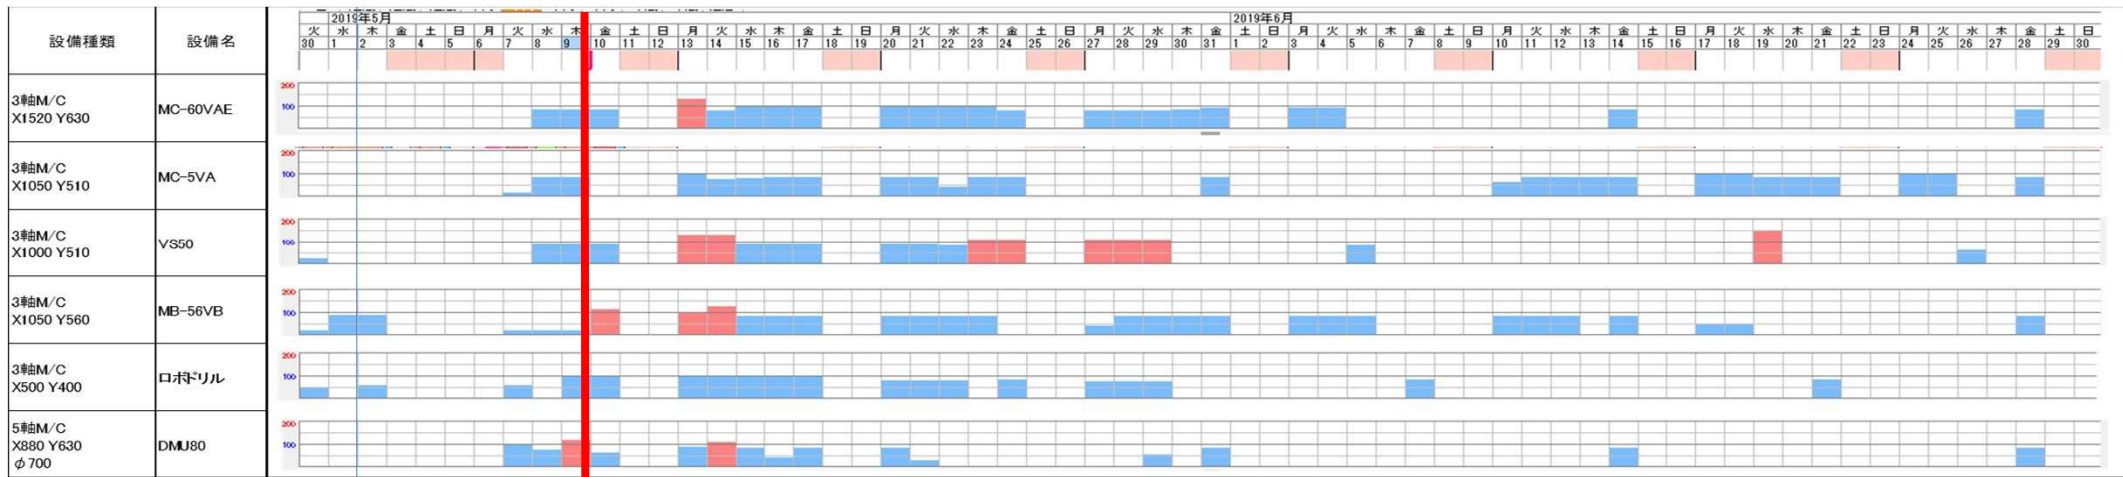 設備種類 設備名
2019年5月 2019年6月
火 水 木 金 土 日 月 火 水 木 金 土 日 月 火 水 木 金 土 日 月 火 水 木 金 土 日 月 火 水 木 金 土 日 月 火 水 木 金 土 日 月 火 水 木 金 土 日 月 火 水 木 金 土 日 月 火 水 木 金 土 日
30 1 2 3 4 5 6 7 8 9 10 11 12 13 14 15 16 17 18 19 20 21 22 23 24 25 26 27 28 29 30 31 1 2 3 4 5 6 7 8 9 10 11 12 13 14 15 16 17 18 19 20 21 22 23 24 25 26 27 28 29 30
3軸M/C
X1520 Y630
MC-60VAE
200
100
3軸M/C
X1050 Y510
MC-5VA
200
100
3軸M/C
X1000 Y510
VS50
200
100
3軸M/C
X1050 Y560
MB-56VB
200
100
3軸M/C
X500 Y400
ロボドリル
200
100
5軸M/C
X880 Y630
φ700
DMU80
200
100